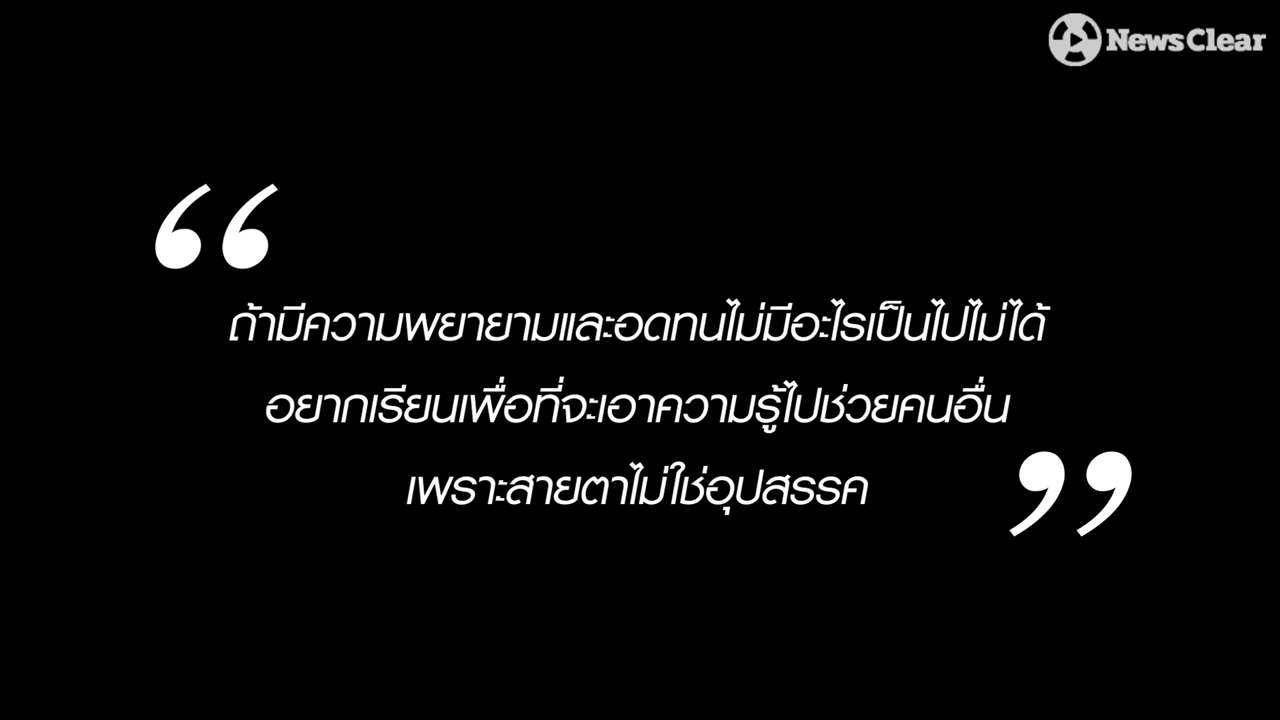 News Clear
“
ถ้ามีความพยายามและอดทนไม่มีอะไรเป็นไปไม่ได้
อยากเรียนเพื่อที่จะเอาความรู้ไปช่วยคนอื่น
เพราะสายตาไม่ใช่อุปสรรค
”